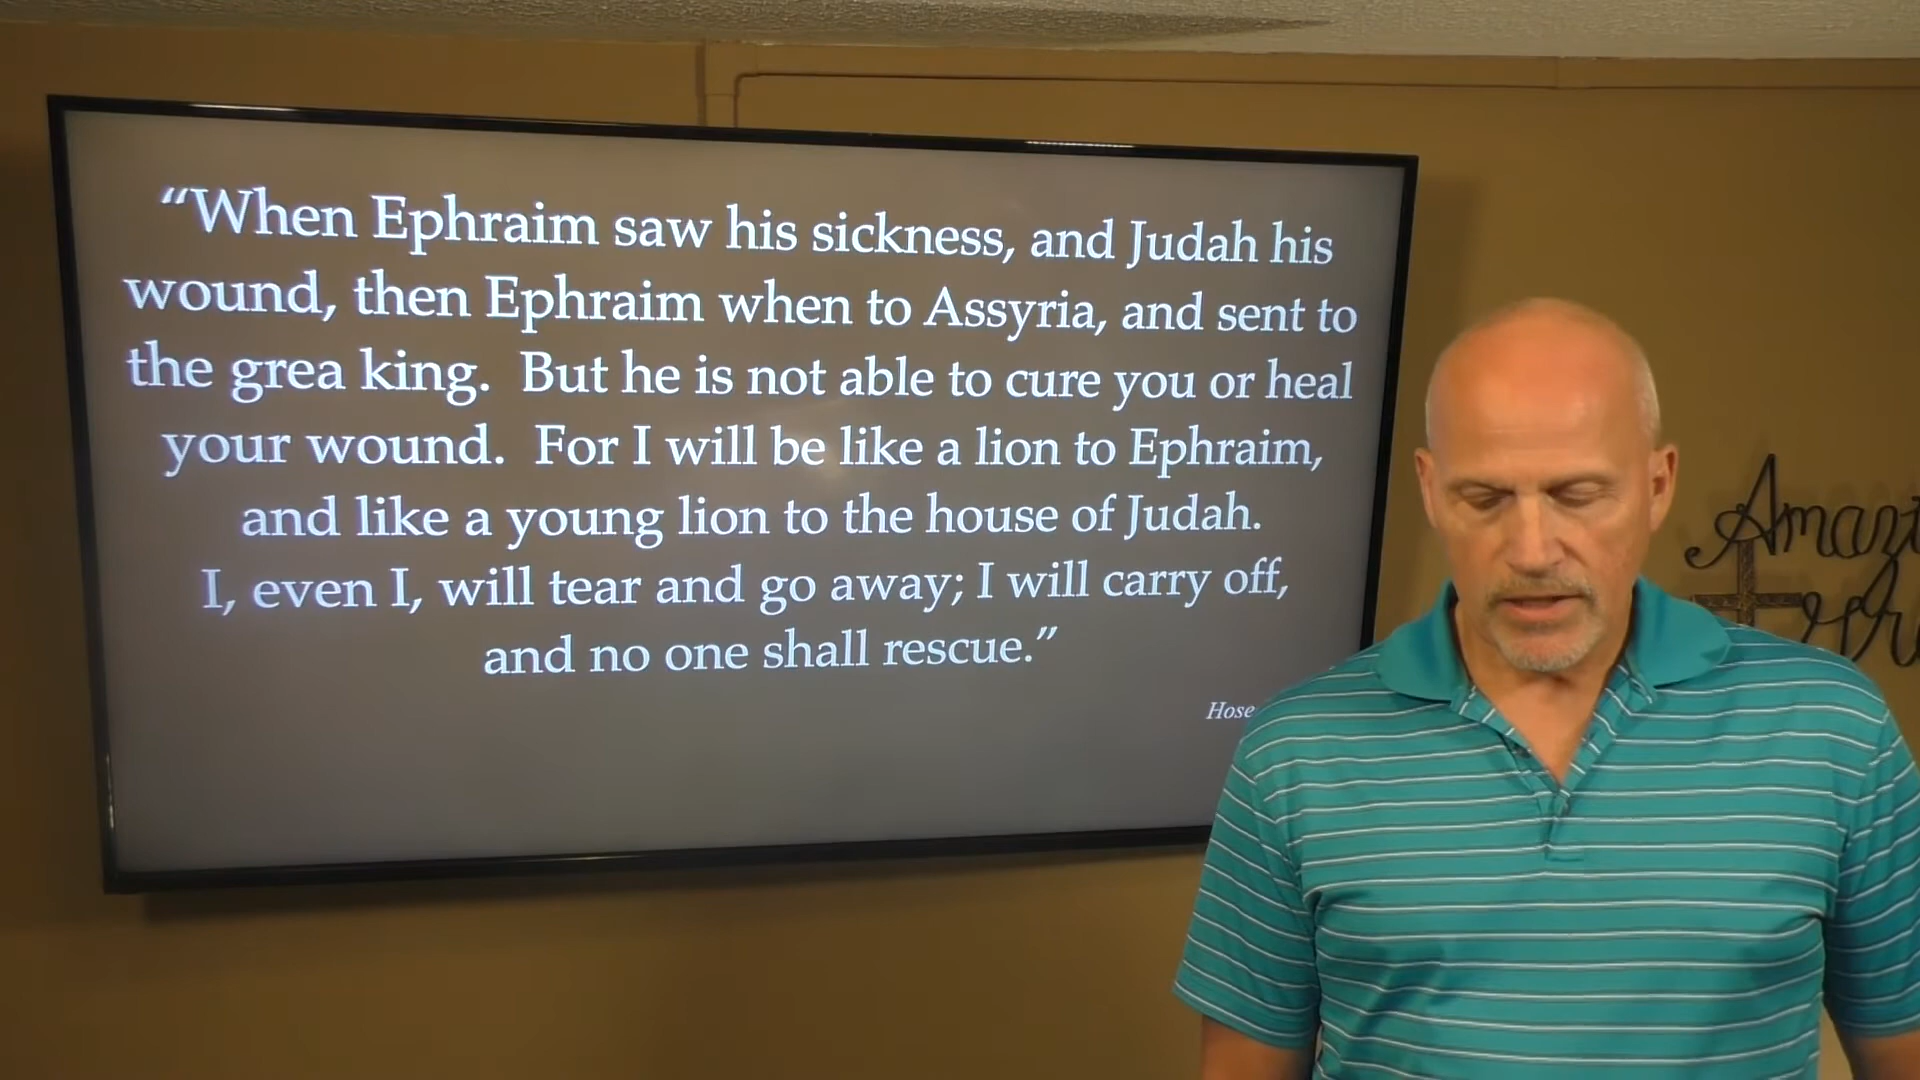 “When Ephraim saw his sickness, and Judah his
wound, then Ephraim when to Assyria, and sent to
the grea king.  But he is not able to cure you or heal
your wound.  For I will be like a lion to Ephraim,
and like a young lion to the house of Judah.
I, even I, will tear and go away; I will carry off,
and no one shall rescue.”
Hose